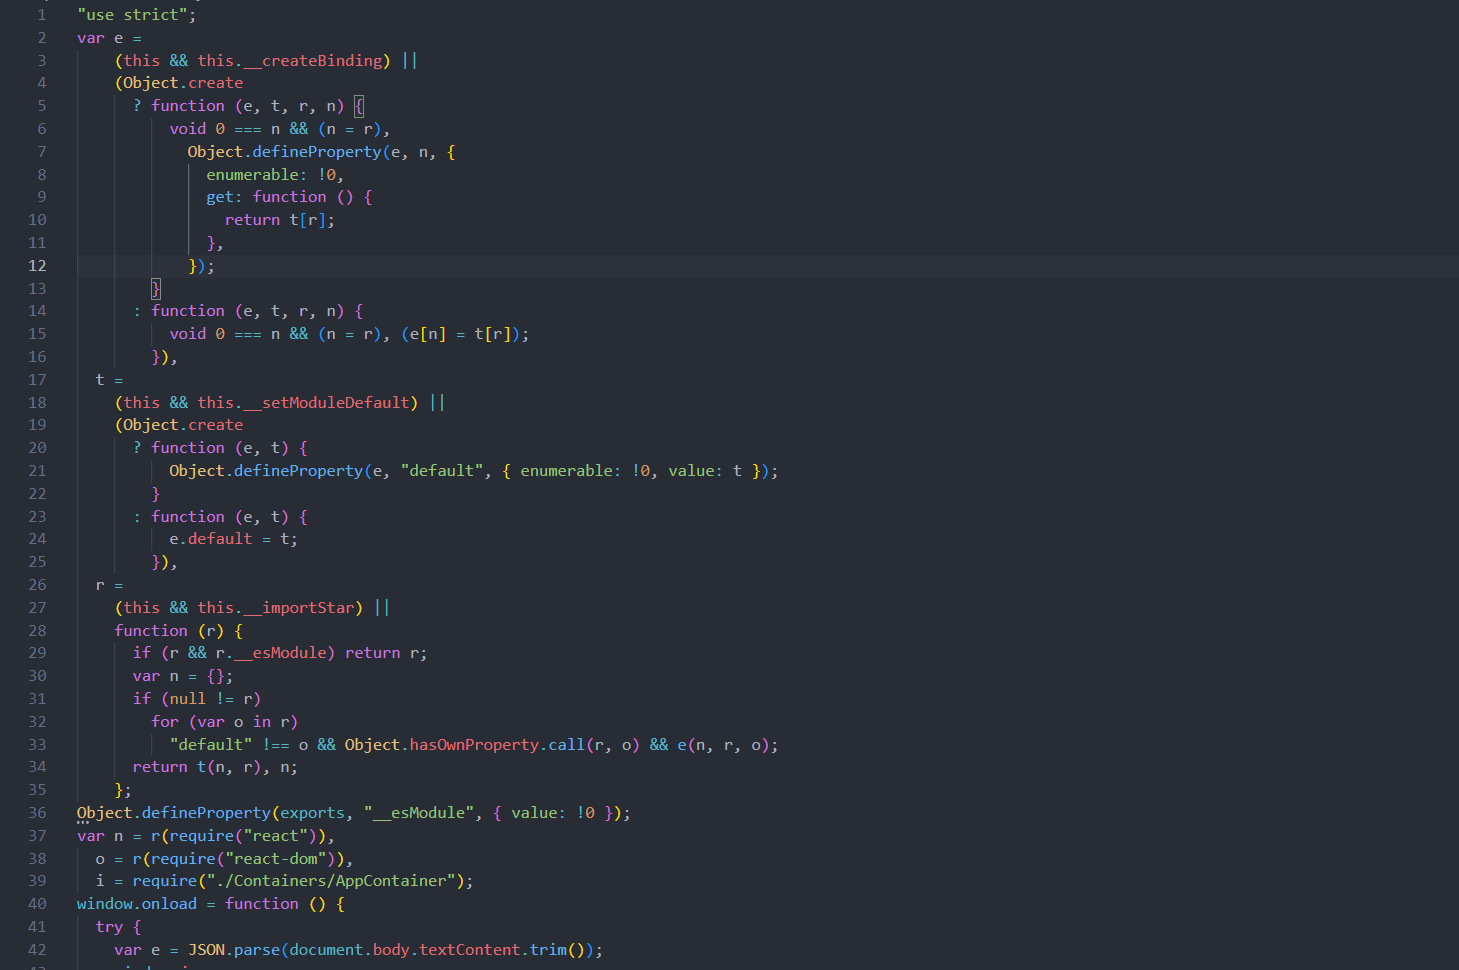 1 "use strict";
2 var e =
3 (this && this.__createBinding) ||
4 (Object.create
5 ? function (e, t, r, n) {
6 void 0 === n && (n = r),
7 Object.defineProperty(e, n, {
8 enumerable: !0,
9 get: function () {
10 return t[r];
11 },
12 });
13 }
14 : function (e, t, r, n) {
15 void 0 === n && (n = r), (e[n] = t[r]);
16 }),
17 t =
18 (this && this.__setModuleDefault) ||
19 (Object.create
20 ? function (e, t) {
21 Object.defineProperty(e, "default", { enumerable: !0, value: t });
22 }
23 : function (e, t) {
24 e.default = t;
25 }),
26 r =
27 (this && this.__importStar) ||
28 function (r) {
29 if (r && r.__esModule) return r;
30 var n = {};
31 if (null != r)
32 for (var o in r)
33 "default" !== o && Object.hasOwnProperty.call(r, o) && e(n, r, o);
34 return t(n, r), n;
35 };
36 Object.defineProperty(exports, "__esModule", { value: !0 });
37 var n = r(require("react")),
38 o = r(require("react-dom")),
39 i = require("./Containers/AppContainer");
40 window.onload = function () {
41 try {
42 var e = JSON.parse(document.body.textContent.trim());